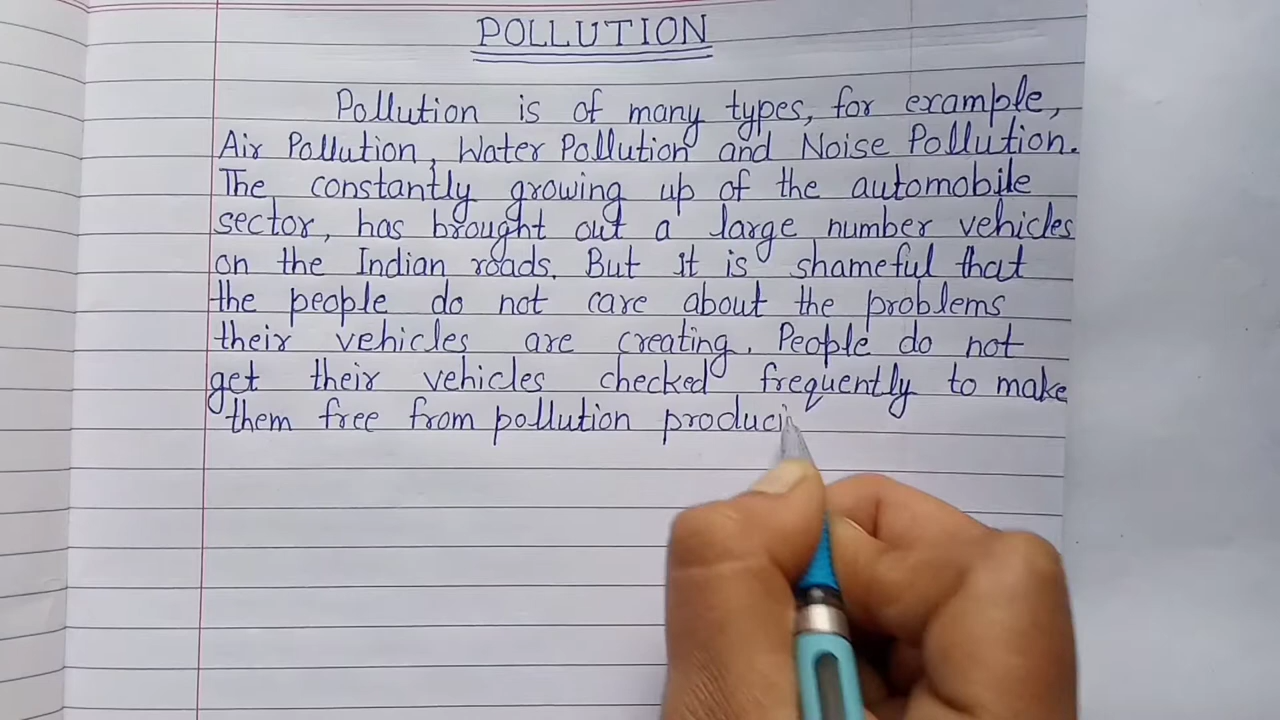 POLLUTION
Pollution is of many types, for example,
Air Pollution, Water Pollution and Noise Pollution.
The constantly growing up of the automobile
sector, has brought out a large number vehicles
on the Indian roads. But it is shameful that
the people do not care about the problems
their vehicles are creating. People do not
get their vehicles checked frequently to make
them free from pollution produci